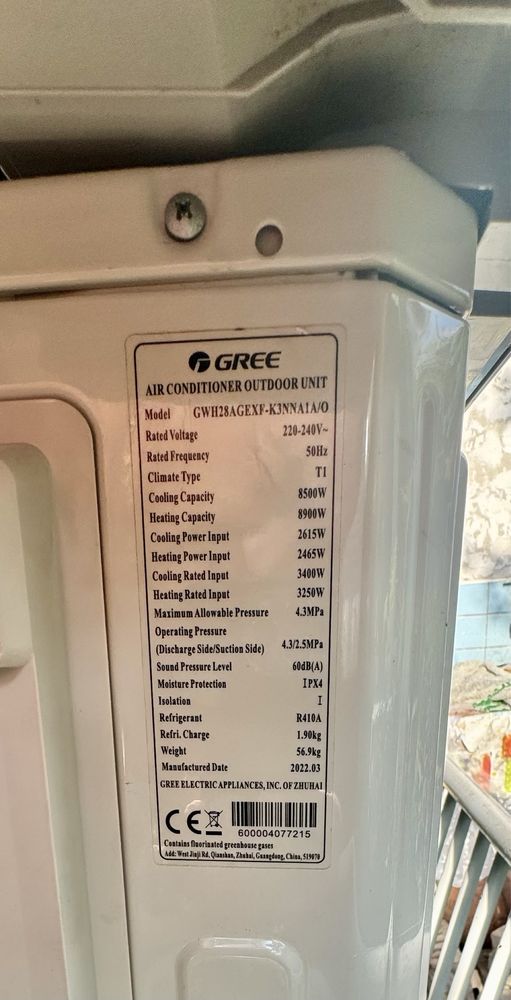 GREE
AIR CONDITIONER OUTDOOR UNIT
Model GWH28AGEXF-K3NNA1A/O
Rated Voltage 220-240V~
Rated Frequency 50Hz
Climate Type T1
Cooling Capacity 8500W
Heating Capacity 8900W
Cooling Power Input 2615W
Heating Power Input 2465W
Cooling Rated Input 3400W
Heating Rated Input 3250W
Maximum Allowable Pressure 4.3MPa
Operating Pressure
(Discharge Side/Suction Side) 4.3/2.5MPa
Sound Pressure Level 60dB(A)
Moisture Protection IPX4
Isolation I
Refrigerant R410A
Refri. Charge 1.90kg
Weight 56.9kg
Manufactured Date 2022.03
GREE ELECTRIC APPLIANCES, INC. OF ZHUHAI
CE
600004077215
Contains fluorinated greenhouse gases
Add: West Jinji Rd, Qianshan, Zhuhai, Guangdong, China, 519070